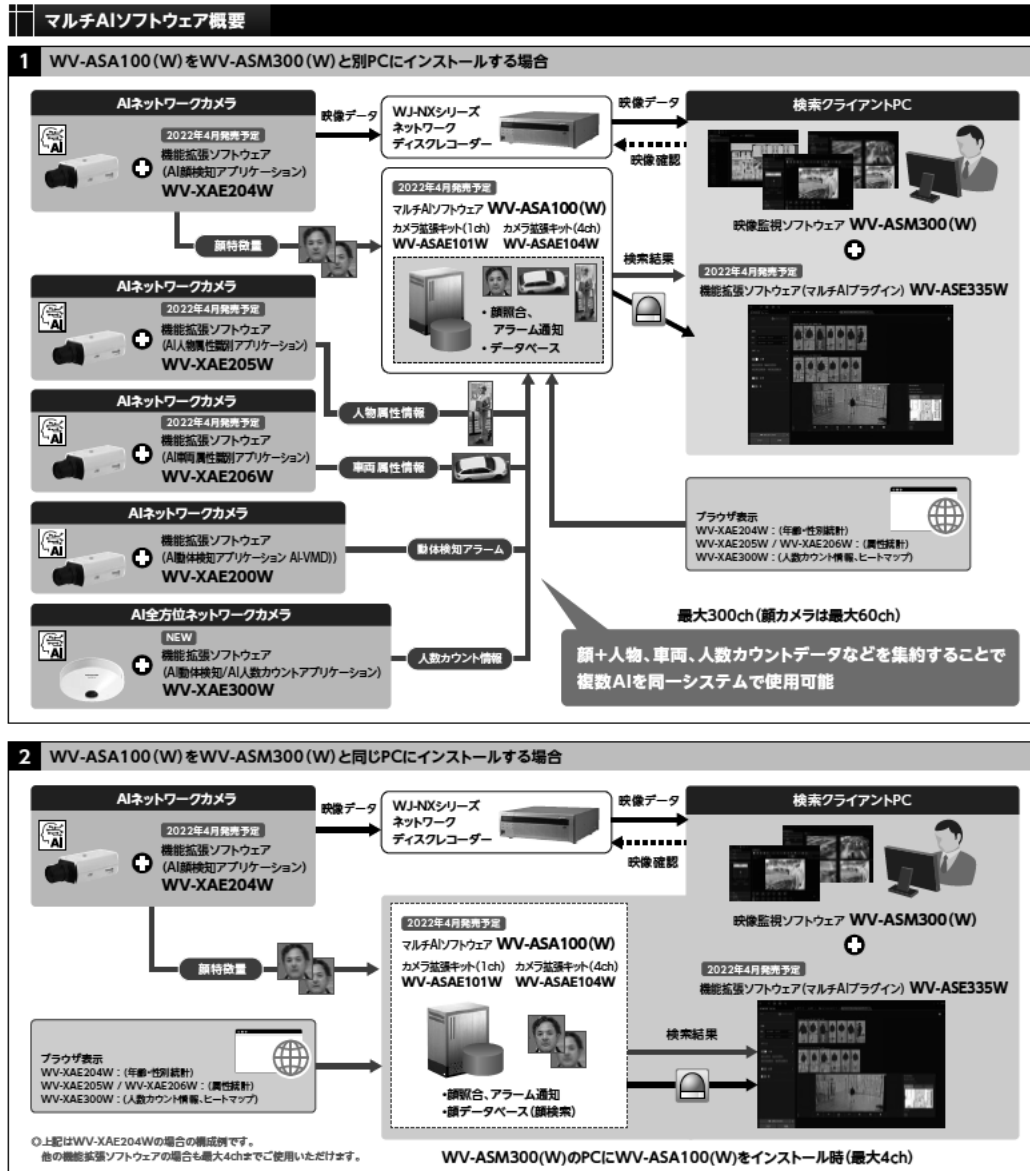 マルチAIソフトウェア概要
1 WV-ASA100(W)をWV-ASM300(W)と別PCにインストールする場合
AIネットワークカメラ
AI
2022年4月発売予定
機能拡張ソフトウェア
(AI顔検知アプリケーション)
WV-XAE204W
映像データ
WJ-NXシリーズ
ネットワーク
ディスクレコーダー
映像データ
映像確認
検索クライアントPC
映像監視ソフトウェア WV-ASM300(W)
2022年4月発売予定
機能拡張ソフトウェア(マルチAIプラグイン) WV-ASE335W
顔特徴量
2022年4月発売予定
マルチAIソフトウェア WV-ASA100(W)
カメラ拡張キット(1ch) カメラ拡張キット(4ch)
WV-ASAE101W WV-ASAE104W
・顔照合、
アラーム通知
・データベース
検索結果
AIネットワークカメラ
AI
2022年4月発売予定
機能拡張ソフトウェア
(AI人物属性識別アプリケーション)
WV-XAE205W
人物属性情報
AIネットワークカメラ
AI
2022年4月発売予定
機能拡張ソフトウェア
(AI車両属性識別アプリケーション)
WV-XAE206W
車両属性情報
AIネットワークカメラ
AI
機能拡張ソフトウェア
(AI動体検知アプリケーション AI-VMD))
WV-XAE200W
動体検知アラーム
AI全方位ネットワークカメラ
AI
NEW
機能拡張ソフトウェア
(AI動体検知/AI人数カウントアプリケーション)
WV-XAE300W
人数カウント情報
ブラウザ表示
WV-XAE204W:(年齢・性別統計)
WV-XAE205W / WV-XAE206W:(属性統計)
WV-XAE300W:(人数カウント情報、ヒートマップ)
最大300ch(顔カメラは最大60ch)
顔+人物、車両、人数カウントデータなどを集約することで
複数AIを同一システムで使用可能
2 WV-ASA100(W)をWV-ASM300(W)と同じPCにインストールする場合
AIネットワークカメラ
AI
2022年4月発売予定
機能拡張ソフトウェア
(AI顔検知アプリケーション)
WV-XAE204W
映像データ
WJ-NXシリーズ
ネットワーク
ディスクレコーダー
映像データ
映像確認
検索クライアントPC
映像監視ソフトウェア WV-ASM300(W)
2022年4月発売予定
機能拡張ソフトウェア(マルチAIプラグイン) WV-ASE335W
顔特徴量
2022年4月発売予定
マルチAIソフトウェア WV-ASA100(W)
カメラ拡張キット(1ch) カメラ拡張キット(4ch)
WV-ASAE101W WV-ASAE104W
・顔照合、アラーム通知
・顔データベース(顔検索)
検索結果
ブラウザ表示
WV-XAE204W:(年齢・性別統計)
WV-XAE205W / WV-XAE206W:(属性統計)
WV-XAE300W:(人数カウント情報、ヒートマップ)
◎上記はWV-XAE204Wの場合の構成例です。
他の機能拡張ソフトウェアの場合も最大4chまでご使用いただけます。
WV-ASM300(W)のPCにWV-ASA100(W)をインストール時(最大4ch)